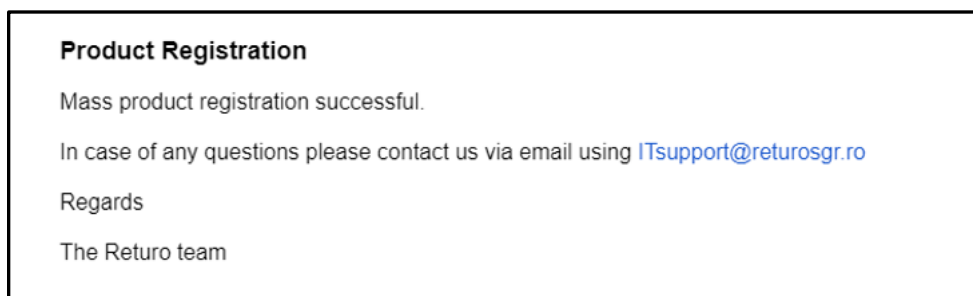 Product Registration
Mass product registration successful.
In case of any questions please contact us via email using ITsupport@returosgr.ro
Regards
The Returo team